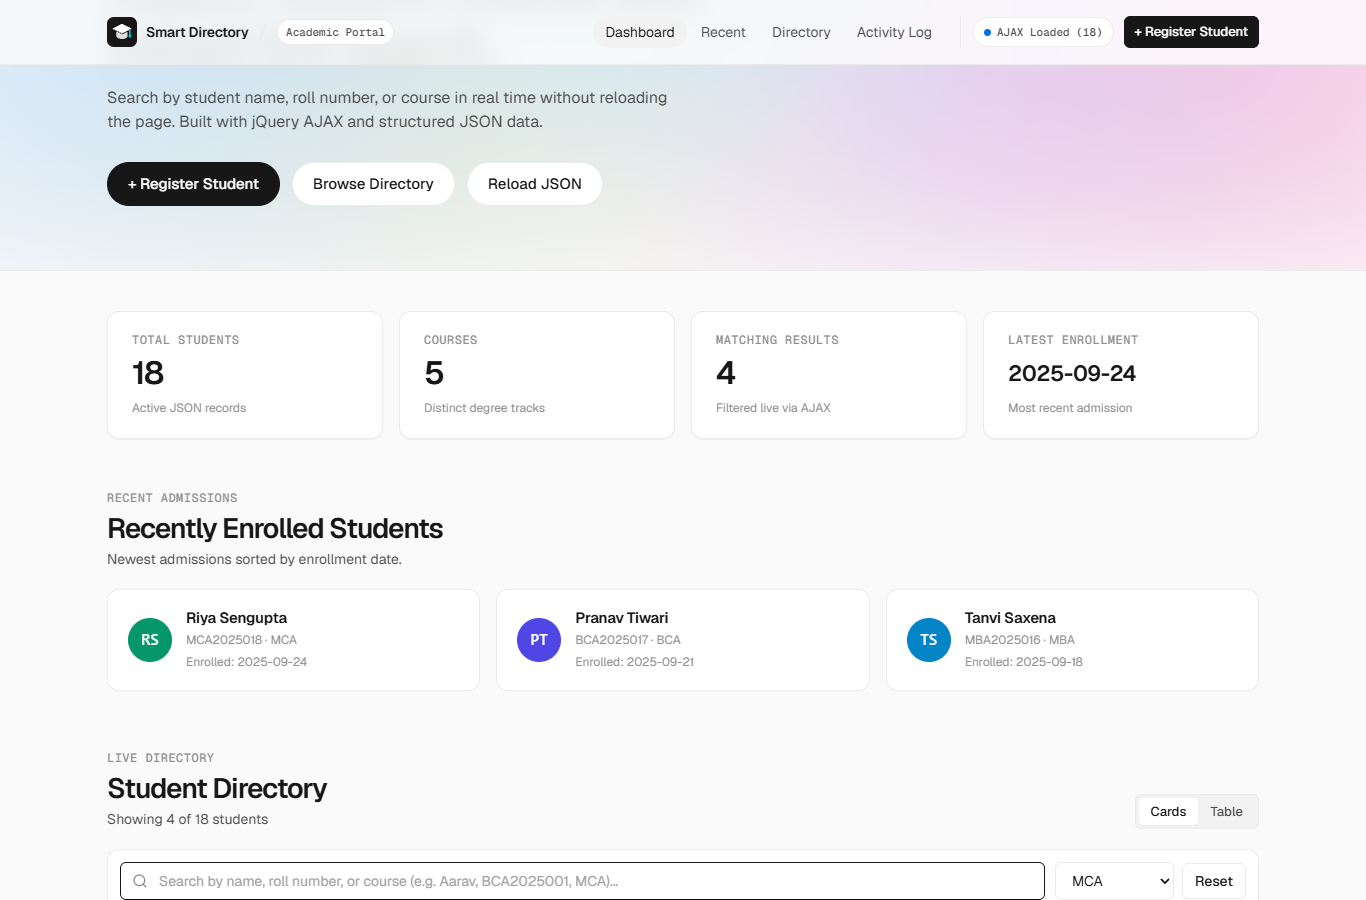 Smart Directory
Academic Portal
Dashboard
Recent
Directory
Activity Log
AJAX Loaded (18)
+ Register Student
Search by student name, roll number, or course in real time without reloading
the page. Built with jQuery AJAX and structured JSON data.
+ Register Student
Browse Directory
Reload JSON
TOTAL STUDENTS
18
Active JSON records
COURSES
5
Distinct degree tracks
MATCHING RESULTS
4
Filtered live via AJAX
LATEST ENROLLMENT
2025-09-24
Most recent admission
RECENT ADMISSIONS
Recently Enrolled Students
Newest admissions sorted by enrollment date.
RS
Riya Sengupta
MCA2025018 · MCA
Enrolled: 2025-09-24
PT
Pranav Tiwari
BCA2025017 · BCA
Enrolled: 2025-09-21
TS
Tanvi Saxena
MBA2025016 · MBA
Enrolled: 2025-09-18
LIVE DIRECTORY
Student Directory
Showing 4 of 18 students
Cards
Table
Search by name, roll number, or course (e.g. Aarav, BCA2025001, MCA)...
MCA
Reset